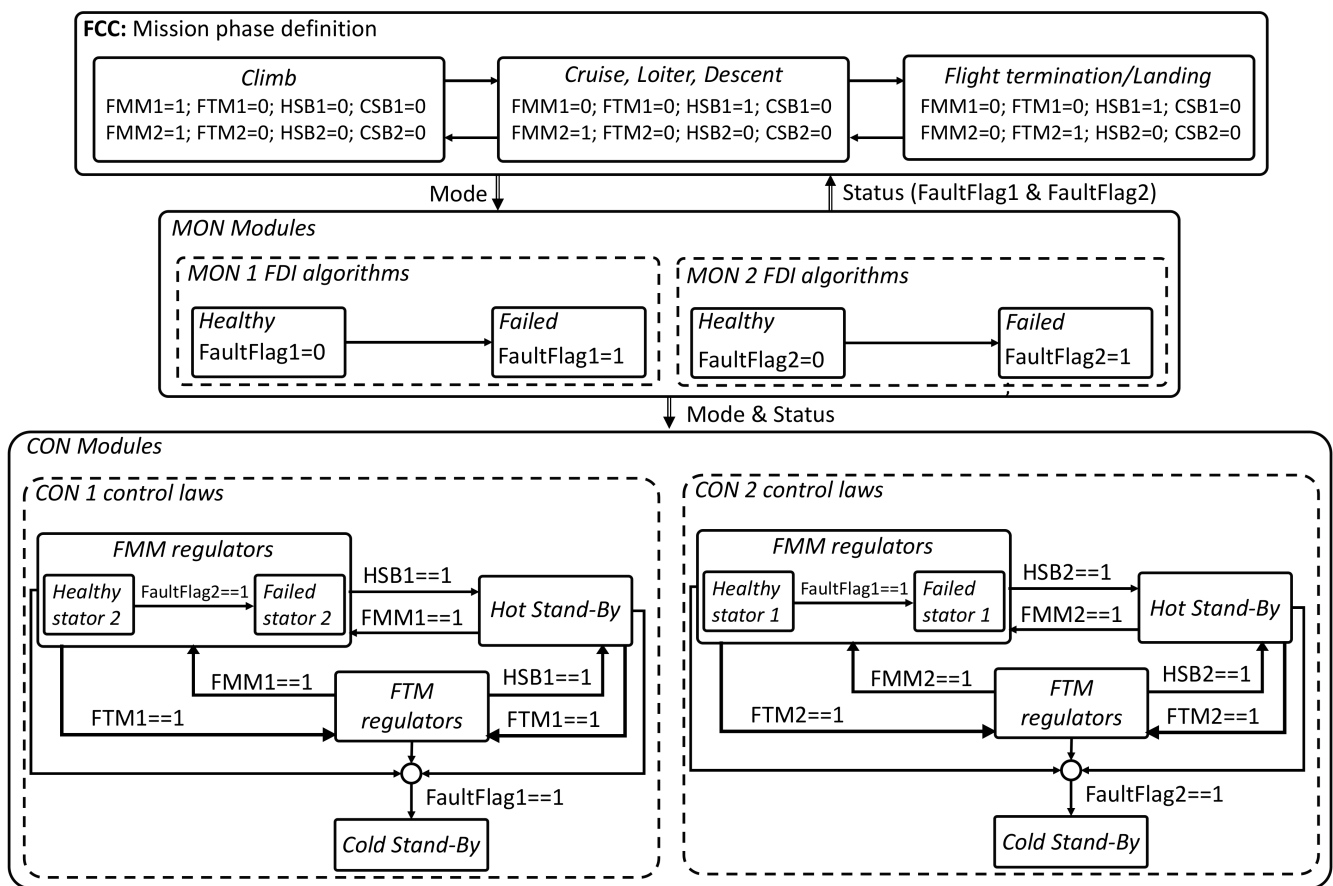 FCC: Mission phase definition
Climb
FMM1=1; FTM1=0; HSB1=0; CSB1=0
FMM2=1; FTM2=0; HSB2=0; CSB2=0
Cruise, Loiter, Descent
FMM1=0; FTM1=0; HSB1=1; CSB1=0
FMM2=1; FTM2=0; HSB2=0; CSB2=0
Flight termination/Landing
FMM1=0; FTM1=0; HSB1=1; CSB1=0
FMM2=0; FTM2=1; HSB2=0; CSB2=0
Mode
Status (FaultFlag1 & FaultFlag2)
MON Modules
MON 1 FDI algorithms
Healthy
FaultFlag1=0
Failed
FaultFlag1=1
MON 2 FDI algorithms
Healthy
FaultFlag2=0
Failed
FaultFlag2=1
Mode & Status
CON Modules
CON 1 control laws
FMM regulators
Healthy
stator 2
FaultFlag2==1
Failed
stator 2
HSB1==1
FMM1==1
Hot Stand-By
FMM1==1
HSB1==1
FTM
regulators
FTM1==1
FTM1==1
FaultFlag1==1
Cold Stand-By
CON 2 control laws
FMM regulators
Healthy
stator 1
FaultFlag1==1
Failed
stator 1
HSB2==1
FMM2==1
Hot Stand-By
FMM2==1
HSB2==1
FTM
regulators
FTM2==1
FTM2==1
FaultFlag2==1
Cold Stand-By